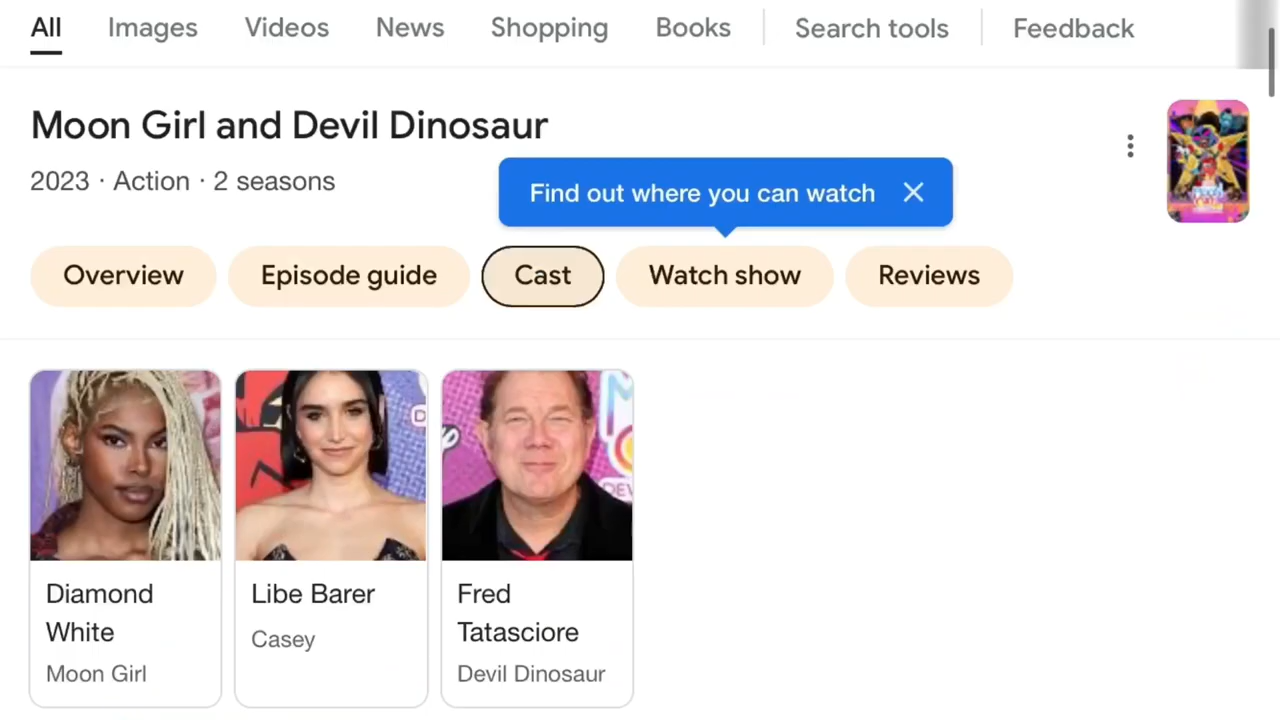 All Images Videos News Shopping Books Search tools Feedback
Moon Girl and Devil Dinosaur
2023 · Action · 2 seasons
Find out where you can watch
Overview Episode guide Cast Watch show Reviews
Diamond White
Moon Girl
Libe Barer
Casey
Fred Tatasciore
Devil Dinosaur